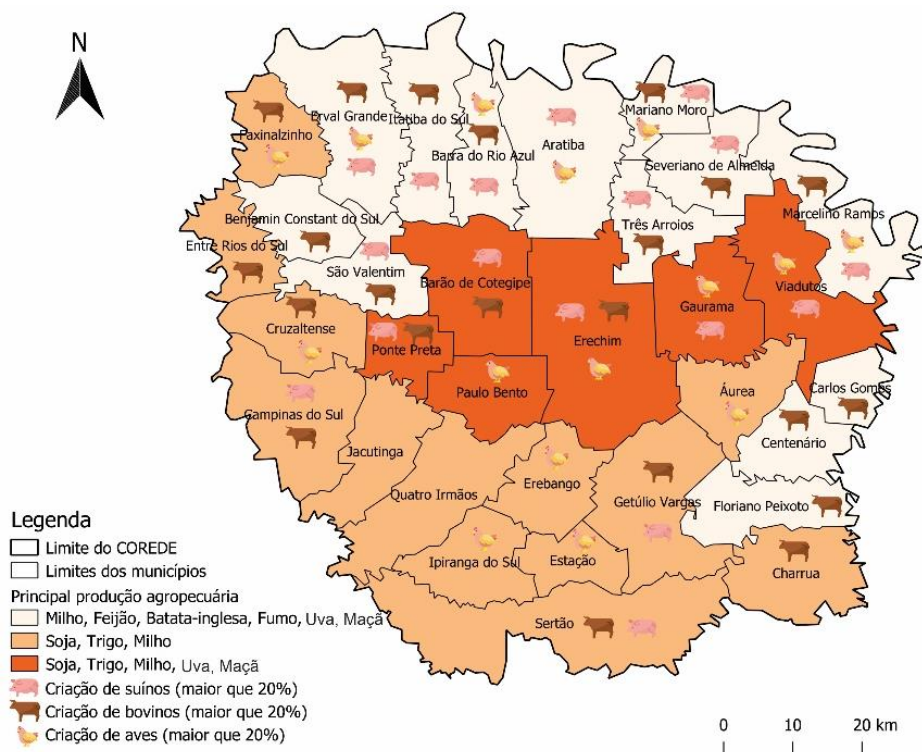 N
Faxinalzinho
Erval Grande
Itatiba do Sul
Barra do Rio Azul
Aratiba
Mariano Moro
Severiano de Almeida
Marcelino Ramos
Três Arroios
Benjamin Constant do Sul
Entre Rios do Sul
São Valentim
Barão de Cotegipe
Erechim
Gaurama
Viadutos
Cruzaltense
Ponte Preta
Paulo Bento
Áurea
Carlos Gomes
Centenário
Campinas do Sul
Jacutinga
Quatro Irmãos
Erebango
Getúlio Vargas
Floriano Peixoto
Ipiranga do Sul
Estação
Charrua
Sertão
Legenda
Limite do COREDE
Limites dos municípios
Principal produção agropecuária
Milho, Feijão, Batata-inglesa, Fumo, Uva, Maçã
Soja, Trigo, Milho
Soja, Trigo, Milho, Uva, Maçã
Criação de suínos (maior que 20%)
Criação de bovinos (maior que 20%)
Criação de aves (maior que 20%)
0 10 20 km